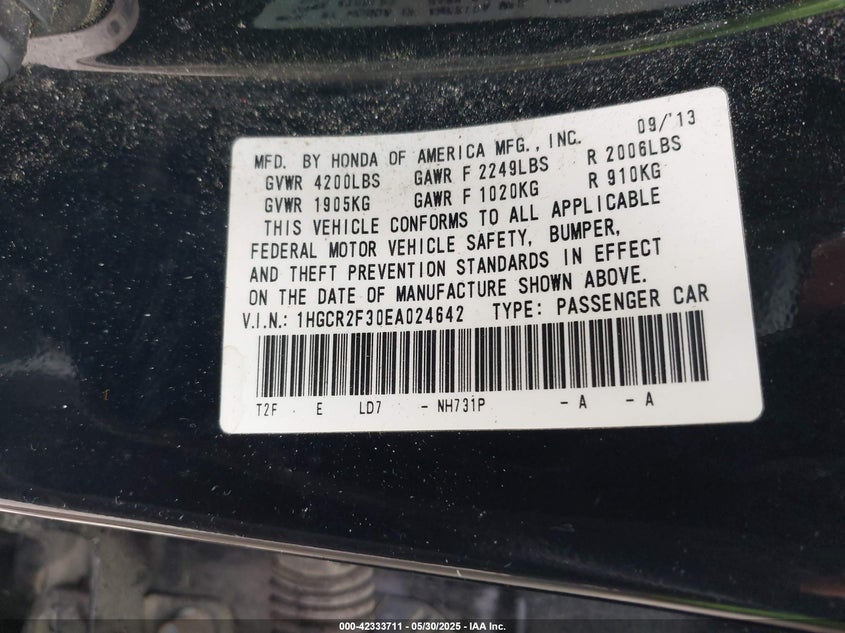 MFD. BY HONDA OF AMERICA MFG., INC. 09/'13
GVWR 4200LBS GAWR F 2249LBS R 2006LBS
GVWR 1905KG GAWR F 1020KG R 910KG
THIS VEHICLE CONFORMS TO ALL APPLICABLE
FEDERAL MOTOR VEHICLE SAFETY, BUMPER,
AND THEFT PREVENTION STANDARDS IN EFFECT
ON THE DATE OF MANUFACTURE SHOWN ABOVE.
V.I.N.: 1HGCR2F30EA024642 TYPE: PASSENGER CAR
T2F E LD7 - NH731P - A - A
000-42333711 - 05/30/2025 - IAA Inc.